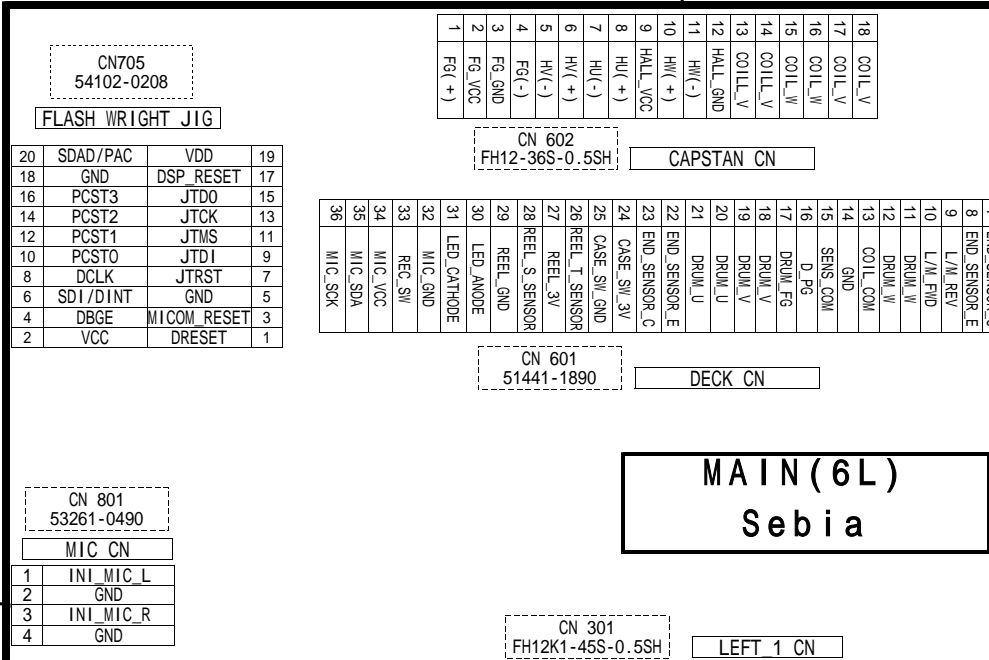 CN705
54102-0208
FLASH WRIGHT JIG
20 SDAD/PAC VDD 19
18 GND DSP_RESET 17
16 PCST3 JTDO 15
14 PCST2 JTCK 13
12 PCST1 JTMS 11
10 PCSTO JTDI 9
8 DCLK JTRST 7
6 SDI/DINT GND 5
4 DBGE MICOM_RESET 3
2 VCC DRESET 1
1 FG(+)
2 FG_VCC
3 FG_GND
4 FG(-)
5 HV(-)
6 HV(+)
7 HU(-)
8 HU(+)
9 HALL_VCC
10 HW(+)
11 HW(-)
12 HALL_GND
13 COILL_V
14 COILL_V
15 COIL_W
16 COIL_W
17 COIL_V
18 COIL_V
CN 602
FH12-36S-0.5SH
CAPSTAN CN
36 MIC_SCK
35 MIC_SDA
34 MIC_VCC
33 REC_SW
32 MIC_GND
31 LED_CATHODE
30 LED_ANODE
29 REEL_GND
28 REEL_S_SENSOR
27 REEL_3V
26 REEL_T_SENSOR
25 CASE_SW_GND
24 CASE_SW_3V
23 END_SENSOR_C
22 END_SENSOR_E
21 DRUM_U
20 DRUM_U
19 DRUM_V
18 DRUM_V
17 DRUM_FG
16 D_PG
15 SENS_COM
14 GND
13 COIL_COM
12 DRUM_W
11 DRUM_W
10 L/M_FWD
9 L/M_REV
8 END_SENSOR_E
CN 601
51441-1890
DECK CN
MAIN(6L)
Sebia
CN 801
53261-0490
MIC CN
1 INI_MIC_L
2 GND
3 INI_MIC_R
4 GND
CN 301
FH12K1-45S-0.5SH
LEFT_1 CN